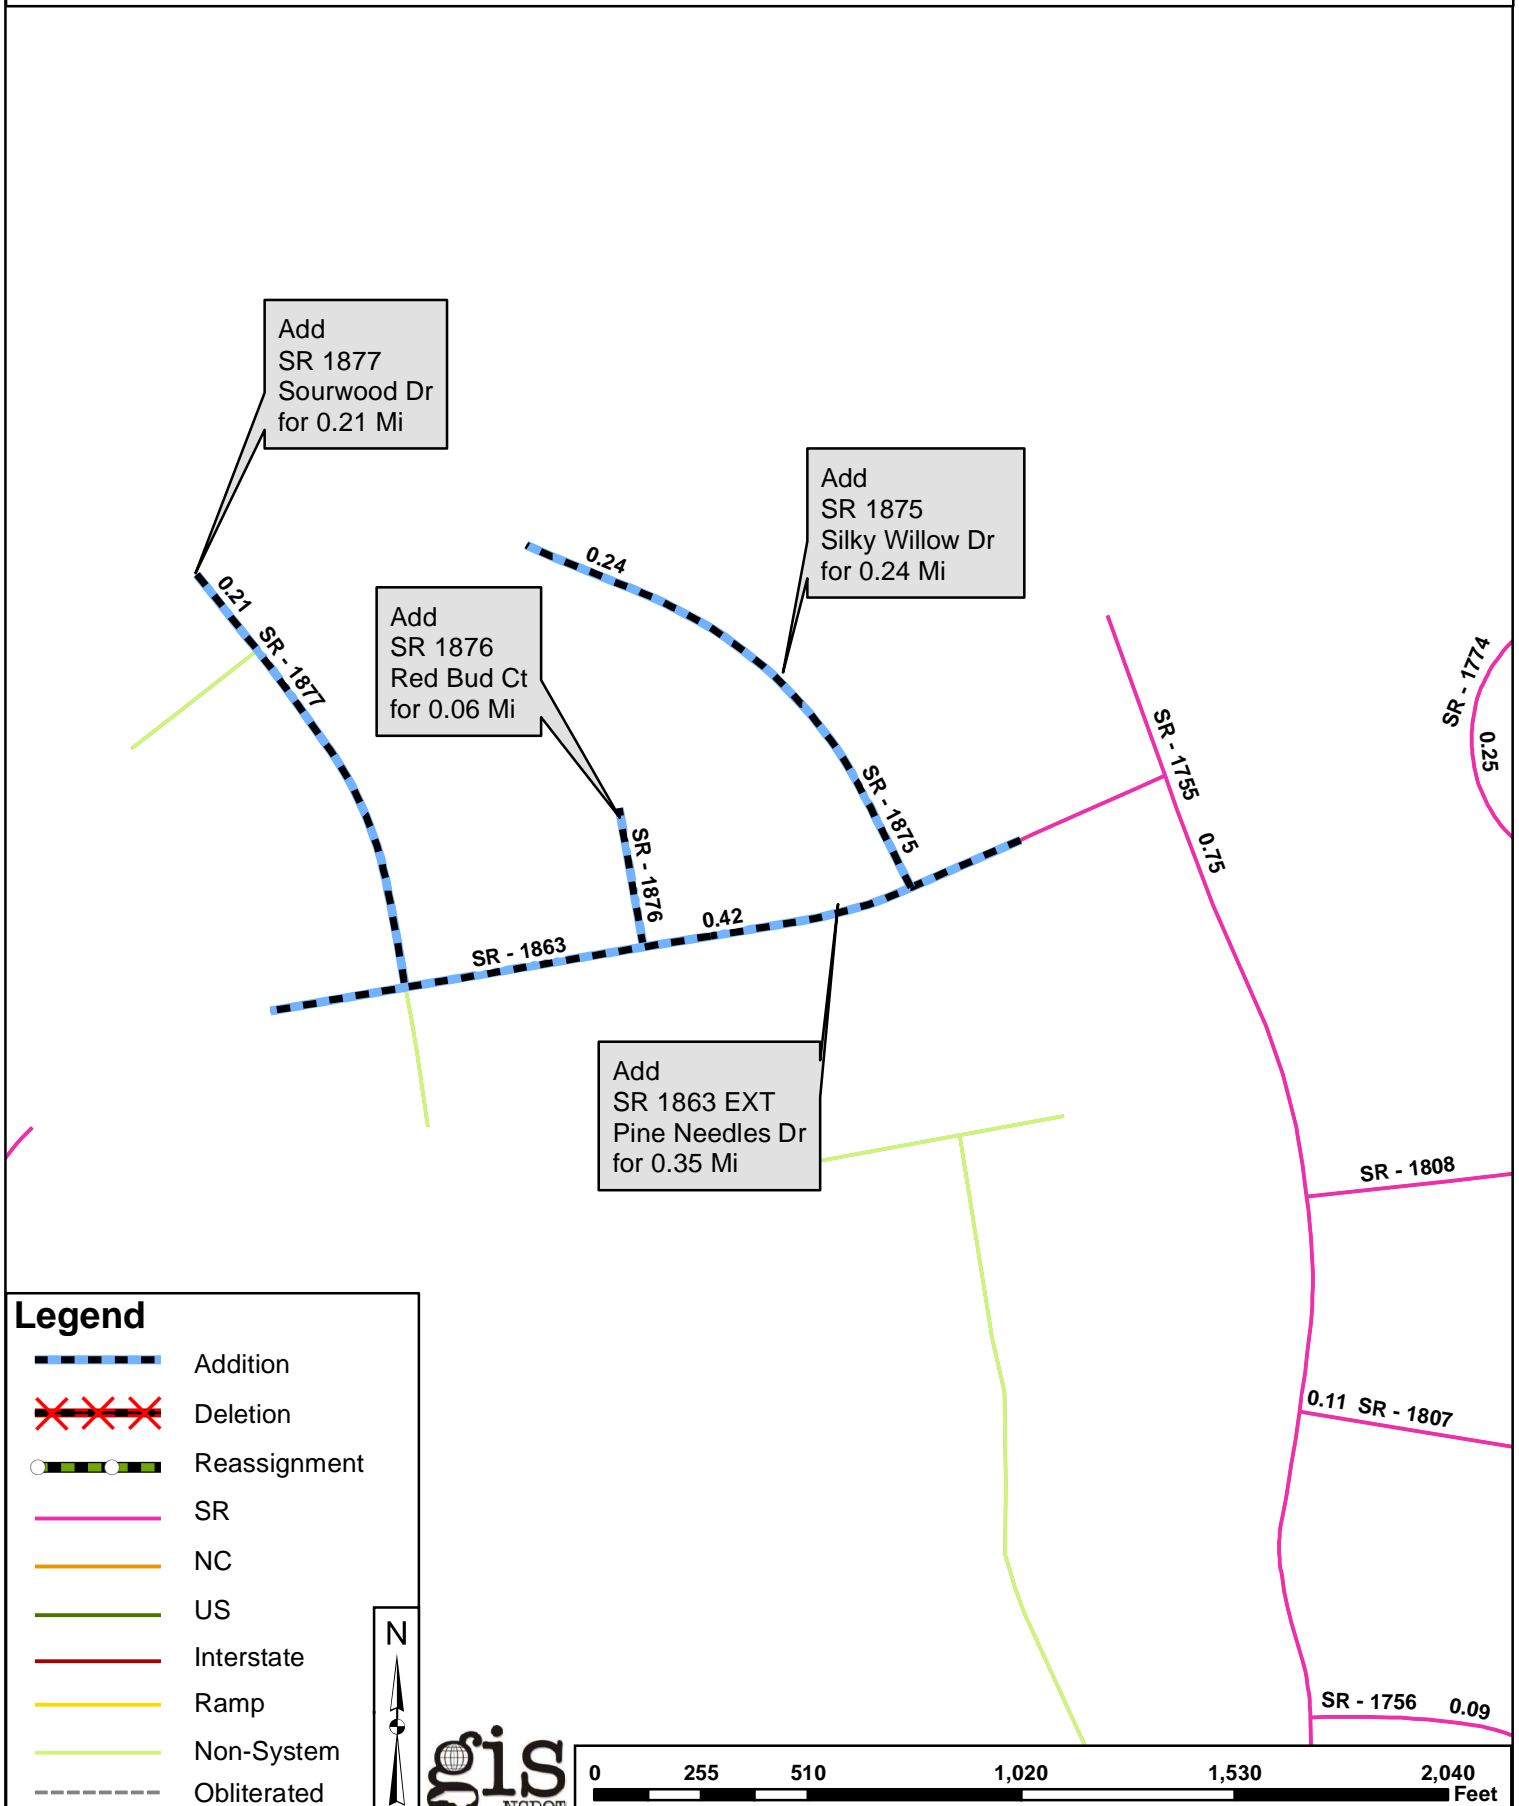 Add
SR 1877
Sourwood Dr
for 0.21 Mi
Add
SR 1875
Silky Willow Dr
for 0.24 Mi
0.24
0.21
SR - 1877
Add
SR 1876
Red Bud Ct
for 0.06 Mi
SR - 1774
0.25
SR - 1755
0.75
SR - 1875
SR - 1876
0.42
SR - 1863
Add
SR 1863 EXT
Pine Needles Dr
for 0.35 Mi
SR - 1808
0.11 SR - 1807
SR - 1756 0.09
Legend
Addition
Deletion
Reassignment
SR
NC
US
Interstate
Ramp
Non-System
Obliterated
N
gis
0 255 510 1,020 1,530 2,040
Feet